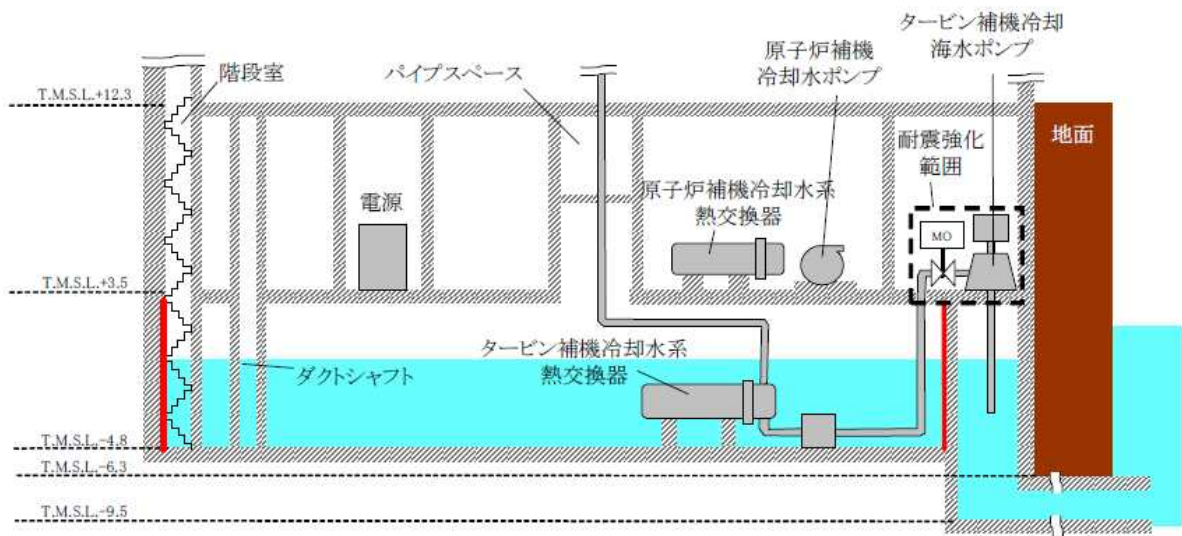 タービン補機冷却
海水ポンプ
原子炉補機
冷却水ポンプ
階段室
パイプスペース
T.M.S.L.+12.3
地面
耐震強化
範囲
原子炉補機冷却水系
熱交換器
電源
MO
T.M.S.L.+3.5
タービン補機冷却水系
熱交換器
ダクトシャフト
T.M.S.L.-4.8
T.M.S.L.-6.3
T.M.S.L.-9.5